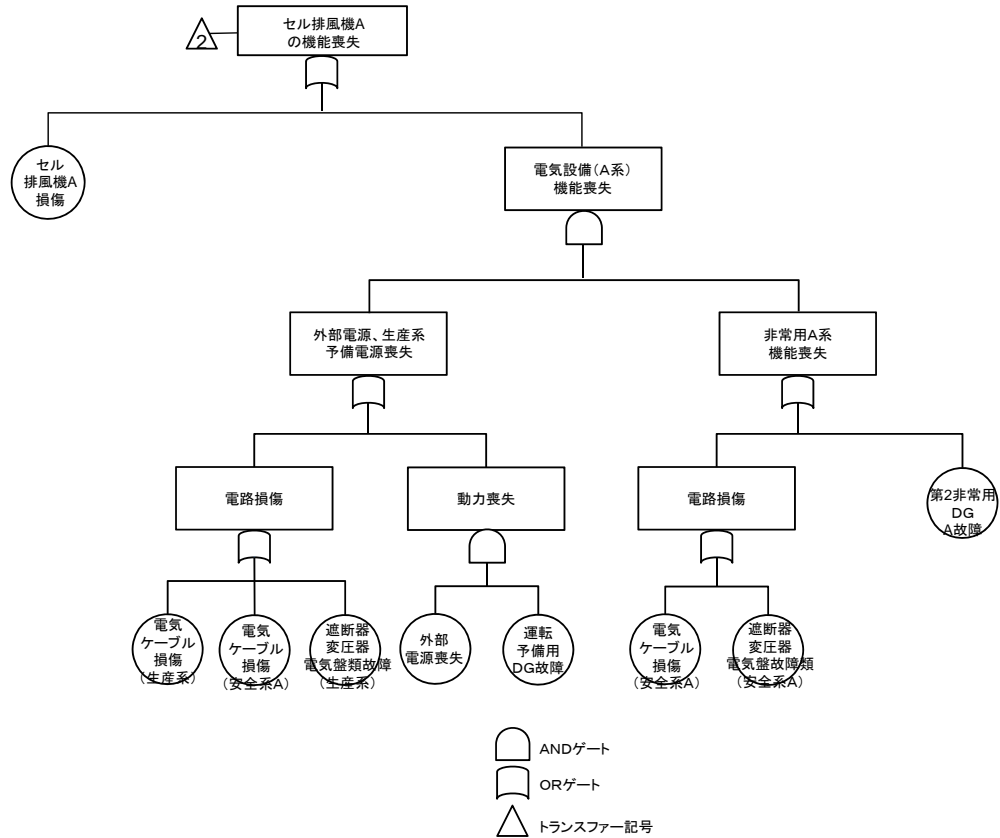 セル排風機A
の機能喪失
2
セル
排風機A
損傷
電気設備(A系)
機能喪失
外部電源、生産系
予備電源喪失
非常用A系
機能喪失
電路損傷
動力喪失
電路損傷
第2非常用
DG
A故障
電気
ケーブル
損傷
(生産系)
電気
ケーブル
損傷
(安全系A)
遮断器
変圧器
電気盤類故障
(生産系)
外部
電源喪失
運転
予備用
DG故障
電気
ケーブル
損傷
(安全系A)
遮断器
変圧器
電気盤故障類
(安全系A)
ANDゲート
ORゲート
トランスファー記号